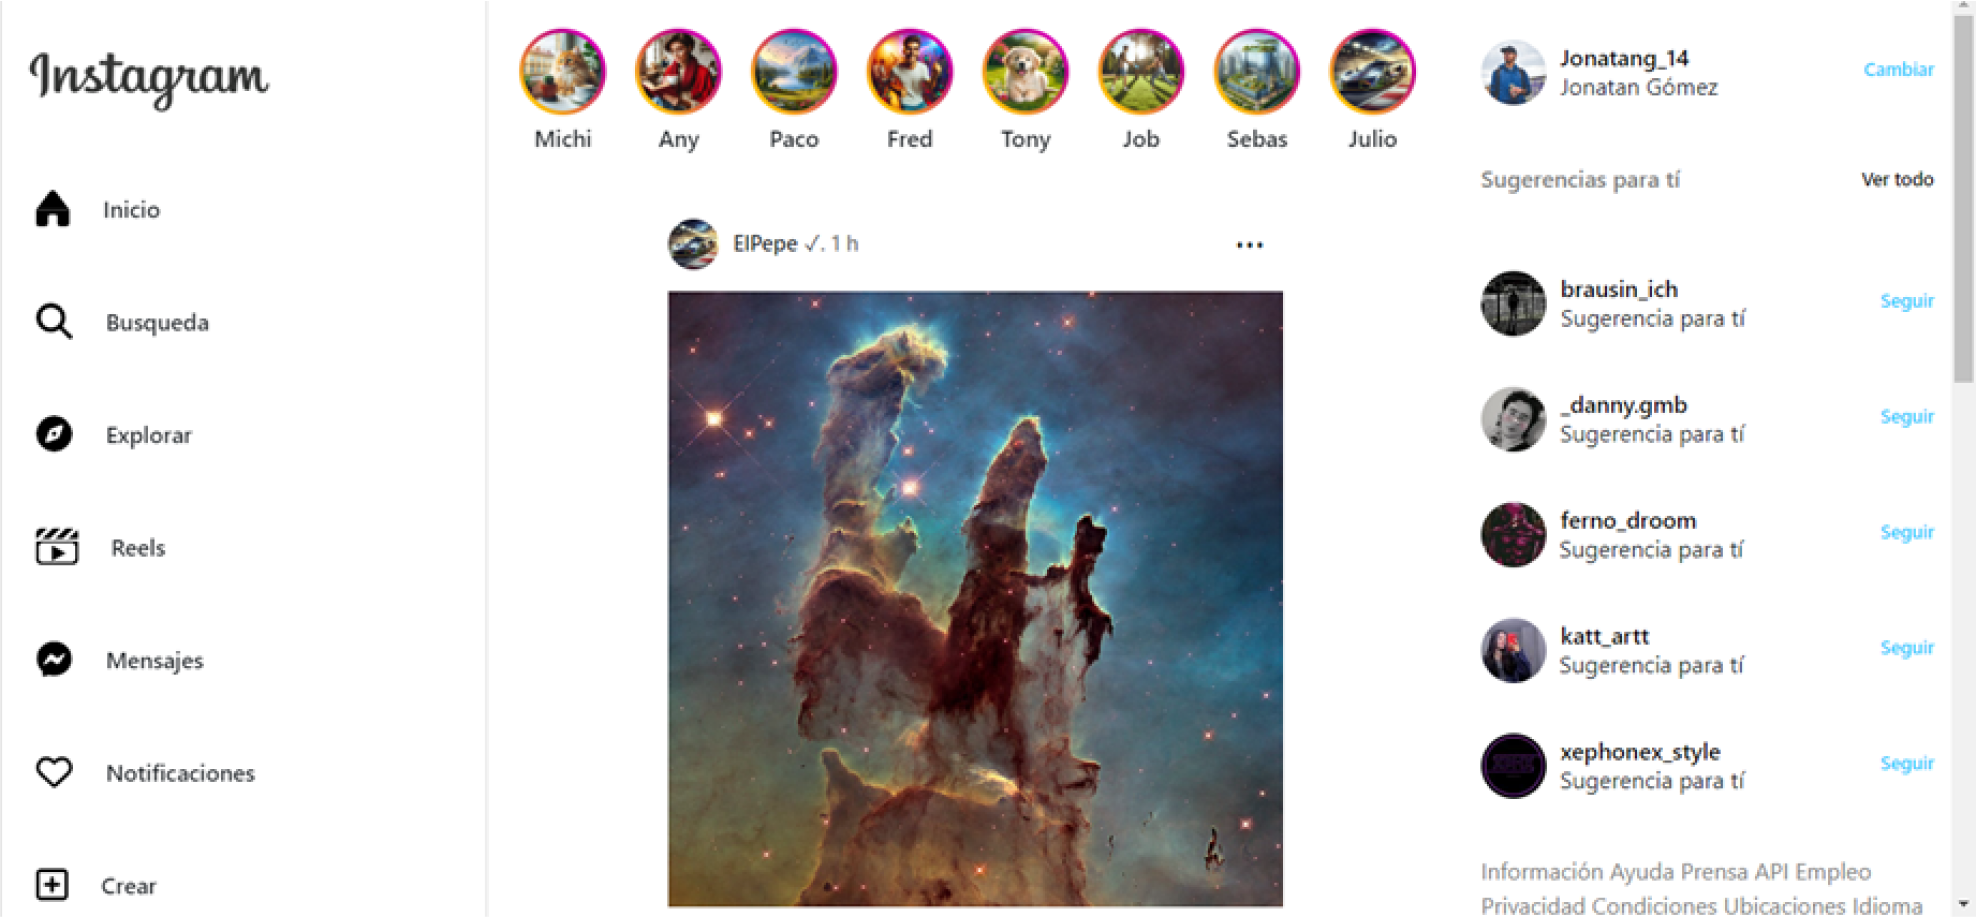 Instagram
Inicio
Busqueda
Explorar
Reels
Mensajes
Notificaciones
Crear
Michi Any Paco Fred Tony Job Sebas Julio
ElPepe ✓. 1 h
Jonatang_14
Jonatan Gómez
Cambiar
Sugerencias para tí Ver todo
brausin_ich
Sugerencia para tí
Seguir
_danny.gmb
Sugerencia para tí
Seguir
ferno_droom
Sugerencia para tí
Seguir
katt_artt
Sugerencia para tí
Seguir
xephonex_style
Sugerencia para tí
Seguir
Información Ayuda Prensa API Empleo
Privacidad Condiciones Ubicaciones Idioma